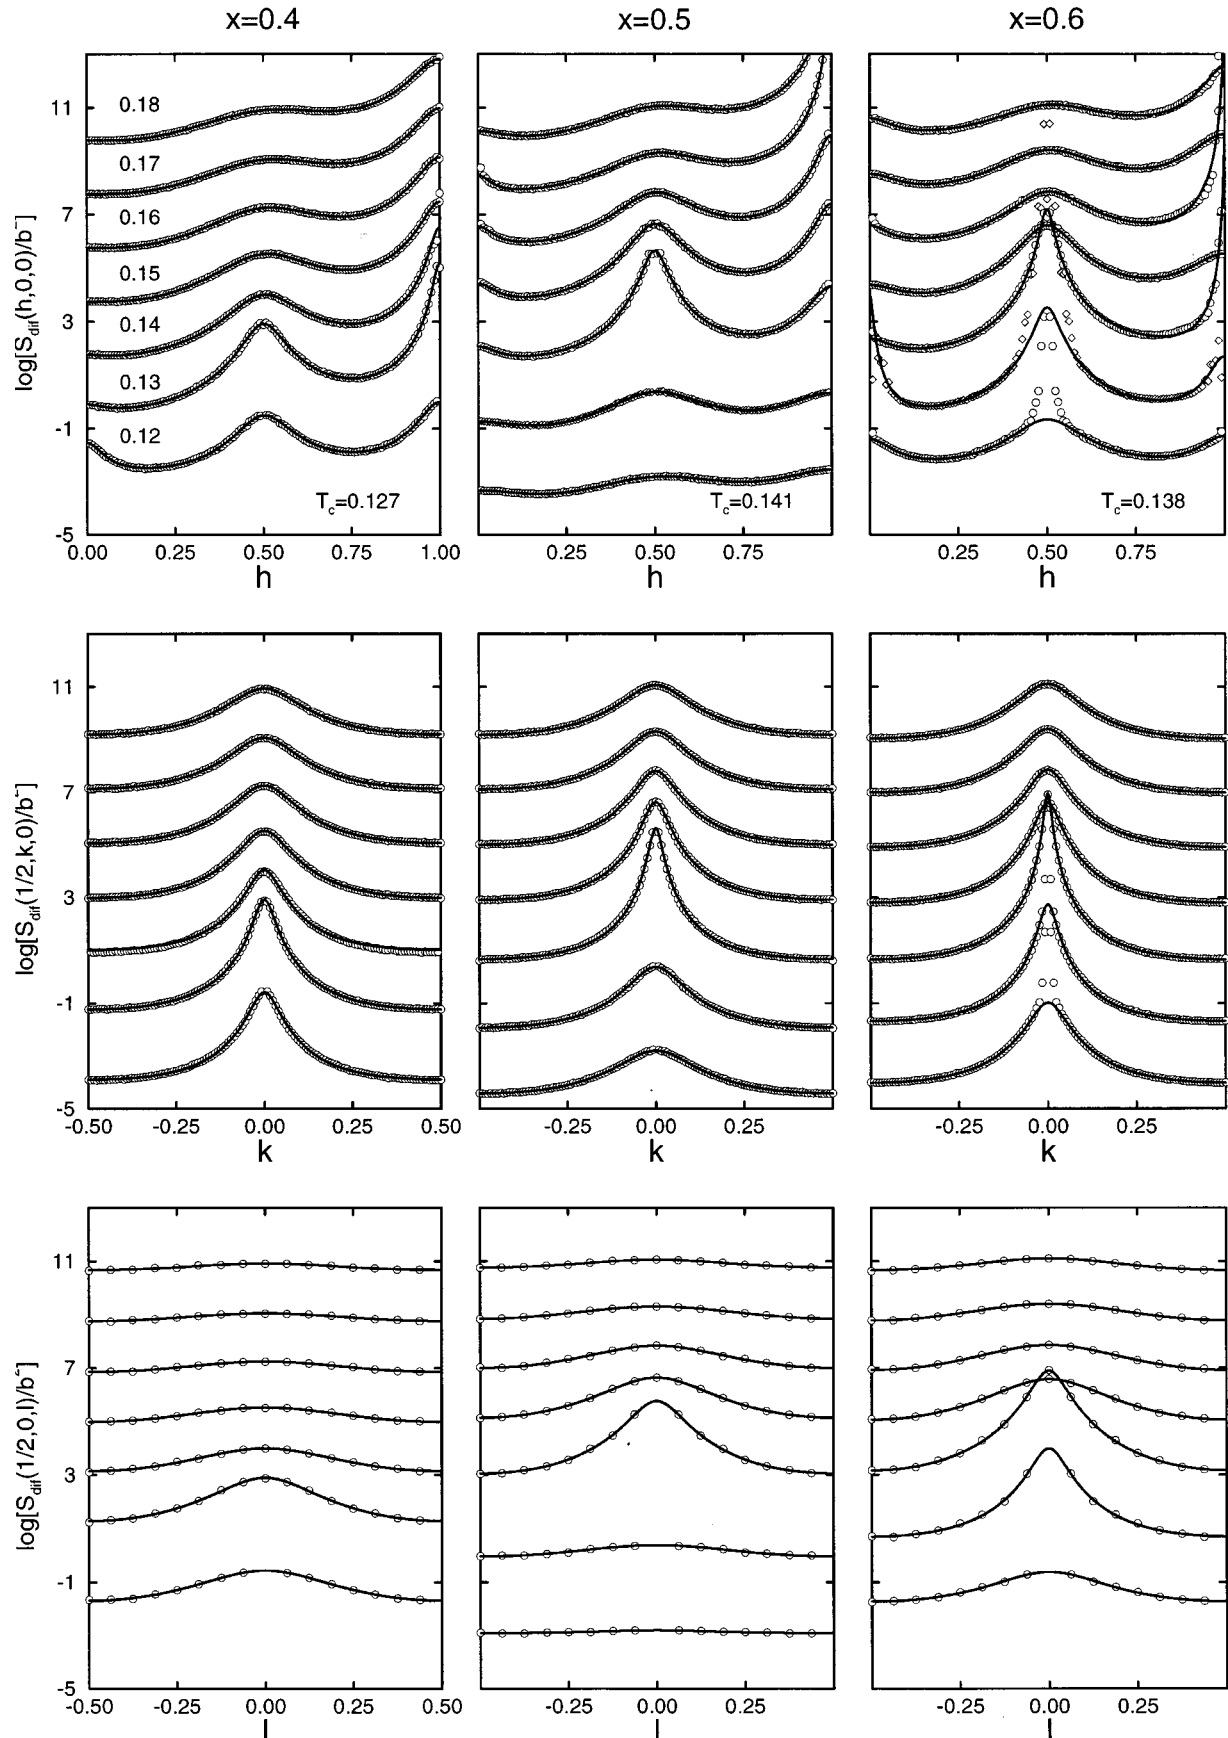 x=0.4 x=0.5 x=0.6
log[S_dif(h,0,0)/b⁻]
11
7
3
-1
-5
0.18
0.17
0.16
0.15
0.14
0.13
0.12
T_c=0.127
T_c=0.141
T_c=0.138
0.00 0.25 0.50 0.75 1.00
0.25 0.50 0.75
0.25 0.50 0.75
h h h
log[S_dif(1/2,k,0)/b⁻]
11
7
3
-1
-5
-0.50 -0.25 0.00 0.25 0.50
-0.25 0.00 0.25
-0.25 0.00 0.25
k k k
log[S_dif(1/2,0,l)/b⁻]
11
7
3
-1
-5
-0.50 -0.25 0.00 0.25 0.50
-0.25 0.00 0.25
-0.25 0.00 0.25
l l l